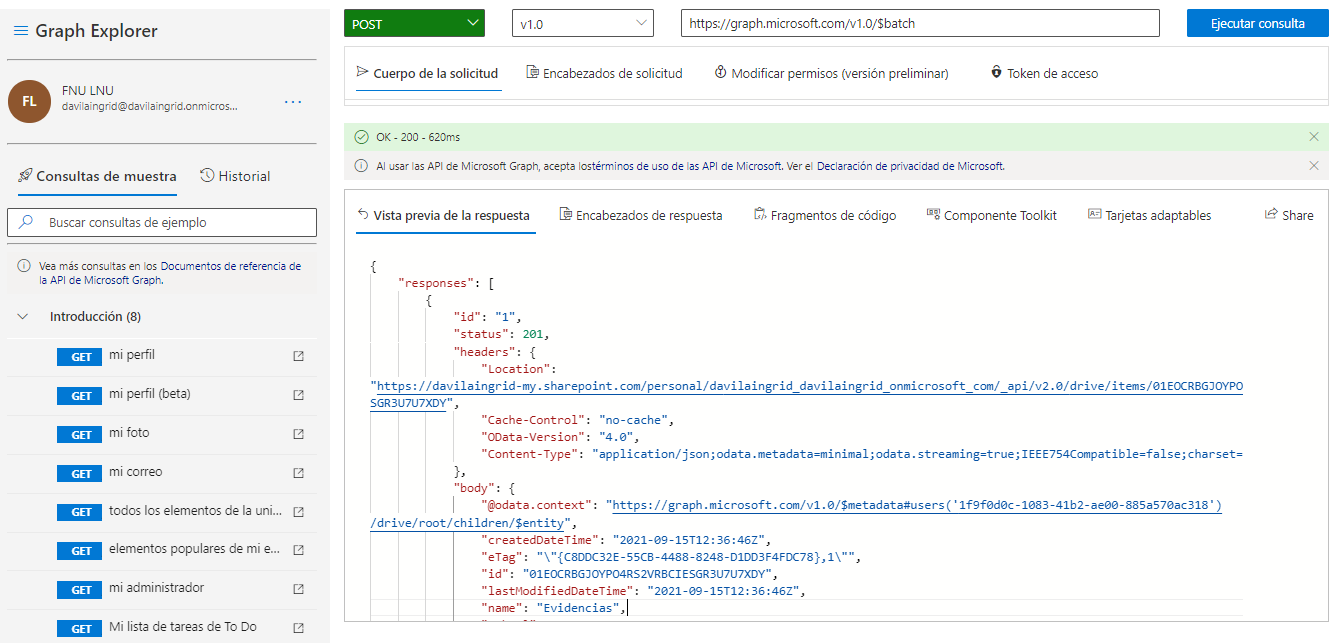 Graph Explorer
FL
FNU LNU
davilaingrid@davilaingrid.onmicros...
Consultas de muestra
Historial
Buscar consultas de ejemplo
Vea más consultas en los Documentos de referencia de
la API de Microsoft Graph.
Introducción (8)
GET mi perfil
GET mi perfil (beta)
GET mi foto
GET mi correo
GET todos los elementos de la uni...
GET elementos populares de mi e...
GET mi administrador
GET Mi lista de tareas de To Do
POST
v1.0
https://graph.microsoft.com/v1.0/$batch
Ejecutar consulta
Cuerpo de la solicitud
Encabezados de solicitud
Modificar permisos (versión preliminar)
Token de acceso
OK - 200 - 620ms
Al usar las API de Microsoft Graph, acepta lostérminos de uso de las API de Microsoft. Ver el Declaración de privacidad de Microsoft.
Vista previa de la respuesta
Encabezados de respuesta
Fragmentos de código
Componente Toolkit
Tarjetas adaptables
Share
{
"responses": [
{
"id": "1",
"status": 201,
"headers": {
"Location":
"https://davilaingrid-my.sharepoint.com/personal/davilaingrid_davilaingrid_onmicrosoft_com/_api/v2.0/drive/items/01EOCRBGJOYPO
SGR3U7U7XDY",
"Cache-Control": "no-cache",
"OData-Version": "4.0",
"Content-Type": "application/json;odata.metadata=minimal;odata.streaming=true;IEEE754Compatible=false;charset=
},
"body": {
"@odata.context": "https://graph.microsoft.com/v1.0/$metadata#users('1f9f0d0c-1083-41b2-ae00-885a570ac318')
/drive/root/children/$entity",
"createdDateTime": "2021-09-15T12:36:46Z",
"eTag": "\"{C8DDC32E-55CB-4488-8248-D1DD3F4FDC78},1\"",
"id": "01EOCRBGJOYPO4RS2VRBCIESGR3U7U7XDY",
"lastModifiedDateTime": "2021-09-15T12:36:46Z",
"name": "Evidencias",